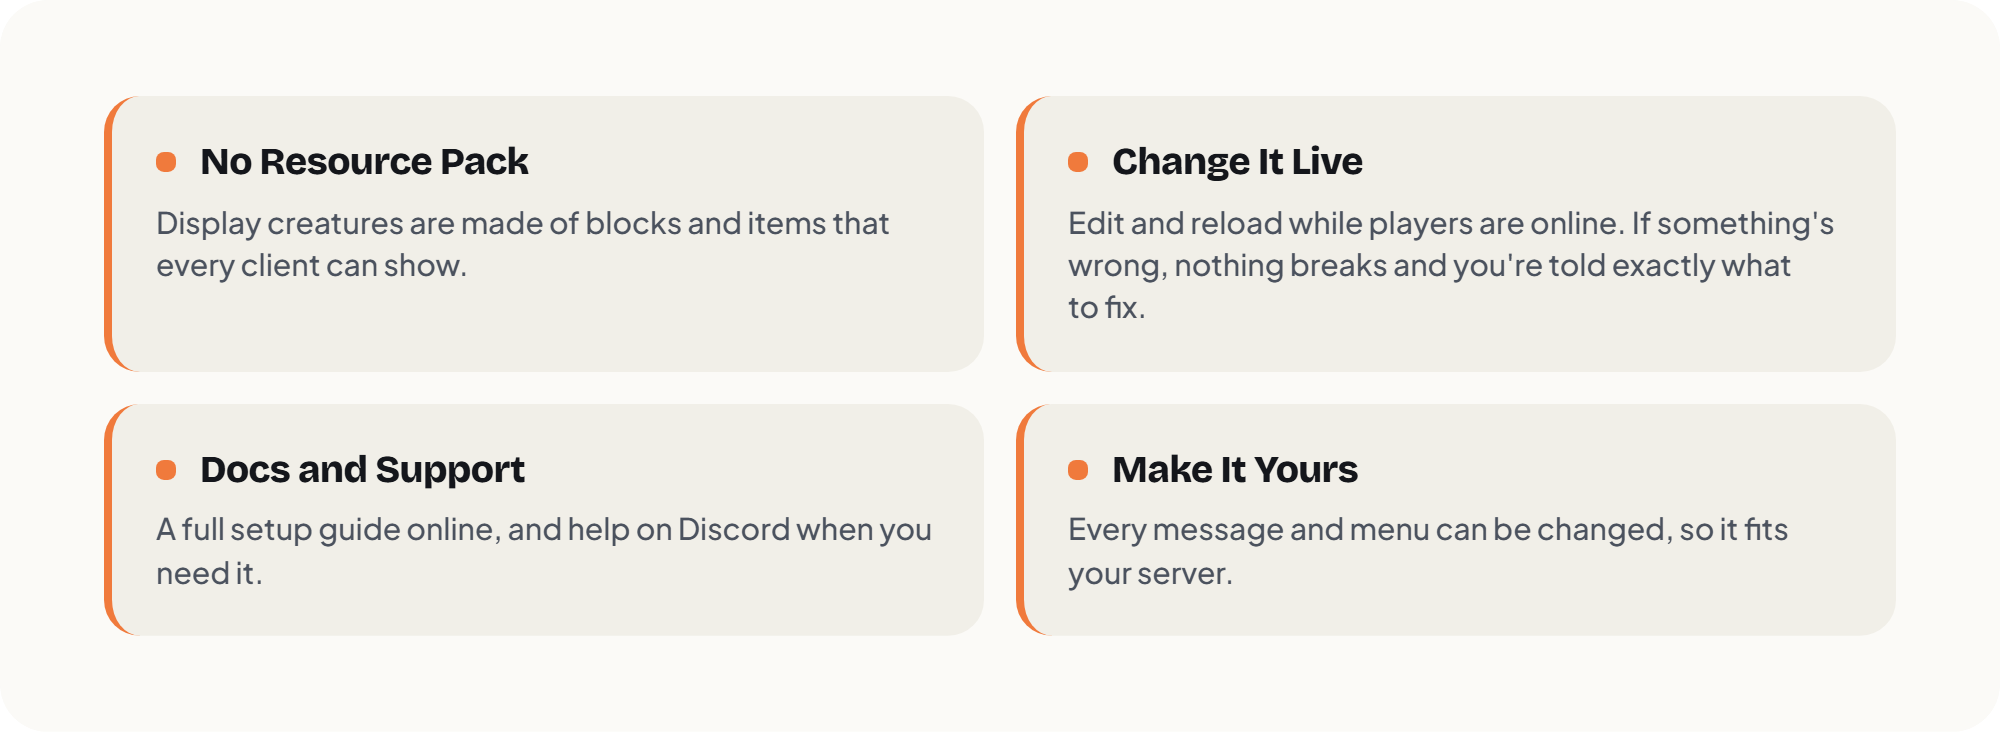 No Resource Pack
Display creatures are made of blocks and items that
every client can show.
Change It Live
Edit and reload while players are online. If something's
wrong, nothing breaks and you're told exactly what
to fix.
Docs and Support
A full setup guide online, and help on Discord when you
need it.
Make It Yours
Every message and menu can be changed, so it fits
your server.